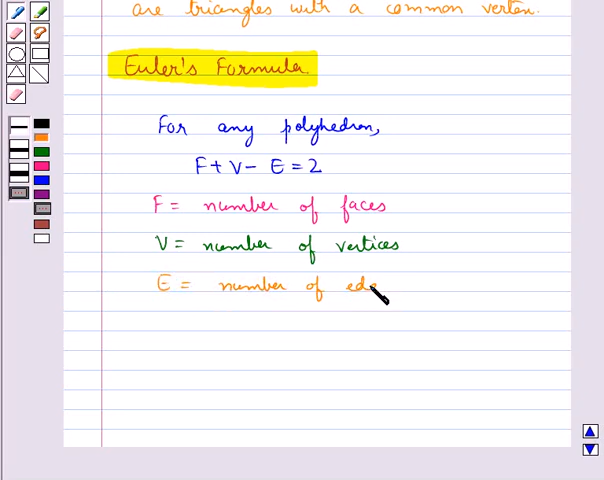 are triangles with a common vertex.
Euler's Formula
For any polyhedron,
F + V - E = 2
F = number of faces
V = number of vertices
E = number of ed